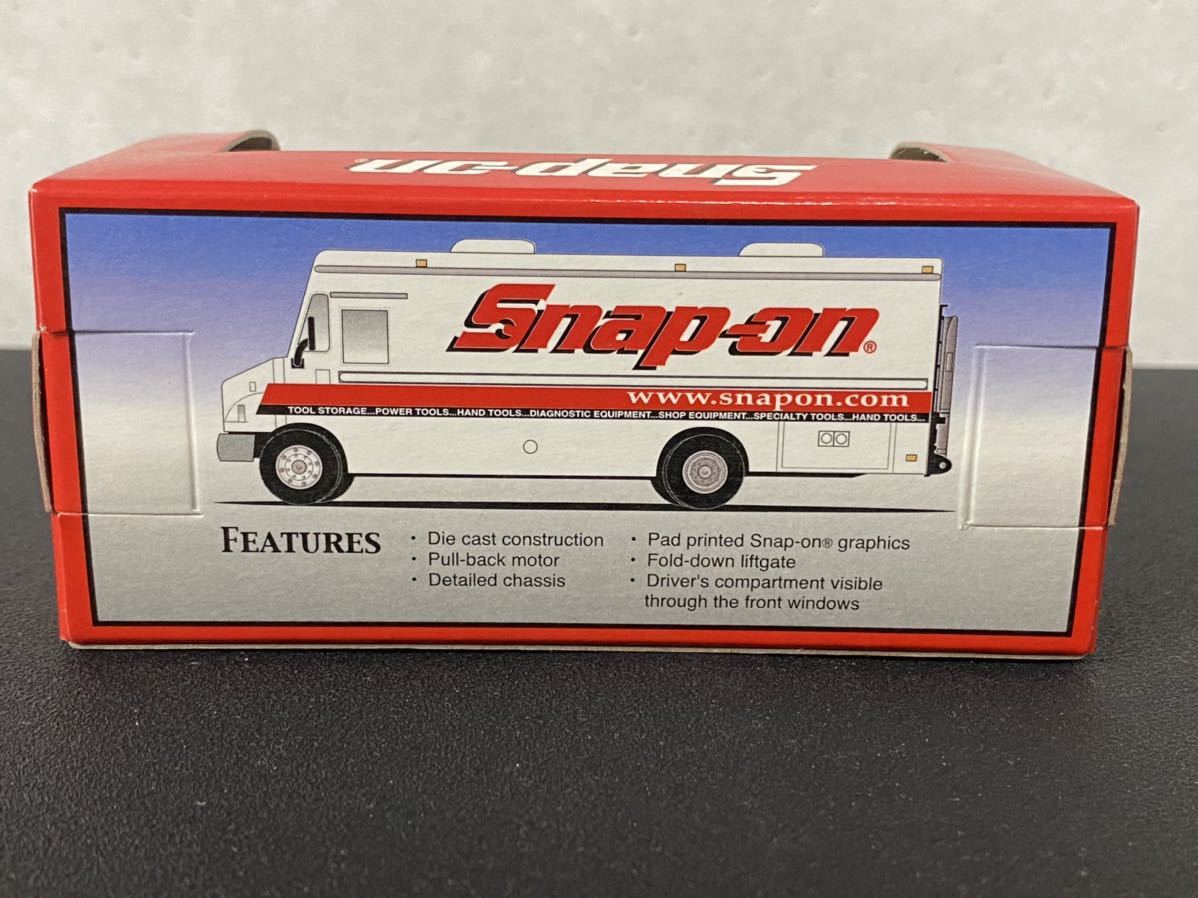 Snap-on®
Snap-on®
www.snapon.com
TOOL STORAGE...POWER TOOLS...HAND TOOLS...DIAGNOSTIC EQUIPMENT...SHOP EQUIPMENT...SPECIALTY TOOLS...HAND TOOLS...
FEATURES
· Die cast construction
· Pull-back motor
· Detailed chassis
· Pad printed Snap-on® graphics
· Fold-down liftgate
· Driver's compartment visible
through the front windows